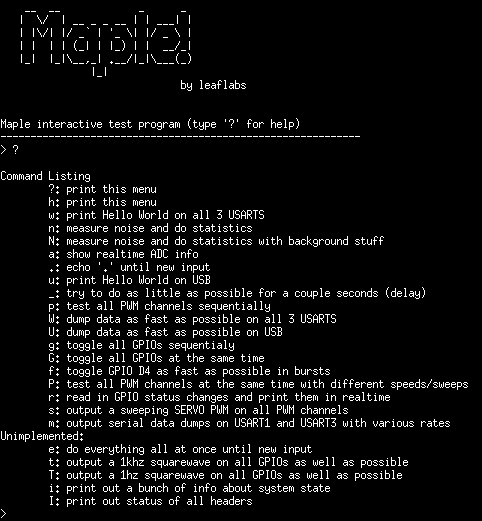 Maple!
by leaflabs
Maple interactive test program (type '?' for help)
------------------------------------------------------------
> ?
Command Listing
?: print this menu
h: print this menu
w: print Hello World on all 3 USARTS
n: measure noise and do statistics
N: measure noise and do statistics with background stuff
a: show realtime ADC info
.: echo '.' until new input
u: print Hello World on USB
_: try to do as little as possible for a couple seconds (delay)
p: test all PWM channels sequentially
W: dump data as fast as possible on all 3 USARTS
U: dump data as fast as possible on USB
g: toggle all GPIOs sequentialy
G: toggle all GPIOs at the same time
f: toggle GPIO D4 as fast as possible in bursts
P: test all PWM channels at the same time with different speeds/sweeps
r: read in GPIO status changes and print them in realtime
s: output a sweeping SERVO PWM on all PWM channels
m: output serial data dumps on USART1 and USART3 with various rates
Unimplemented:
e: do everything all at once until new input
t: output a 1khz squarewave on all GPIOs as well as possible
T: output a 1hz squarewave on all GPIOs as well as possible
i: print out a bunch of info about system state
I: print out status of all headers
>